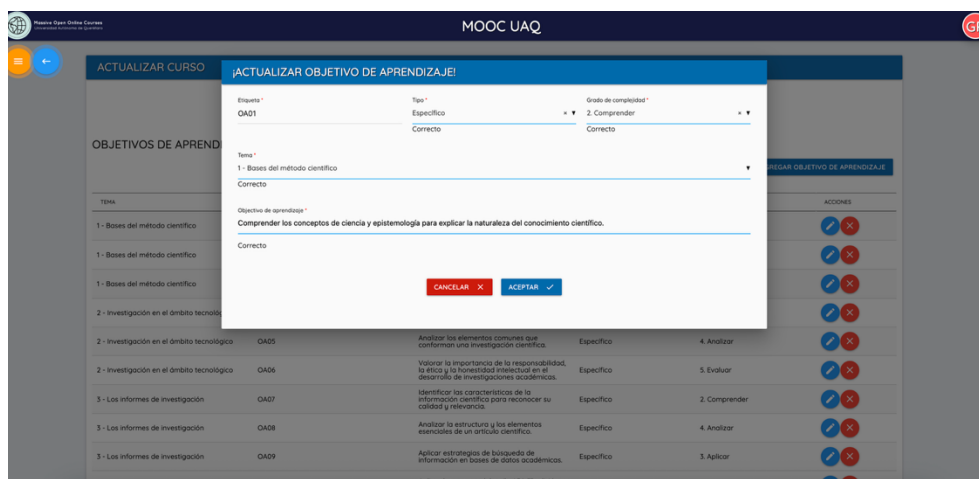 Massive Open Online Courses
Universidad Autónoma de Querétaro
MOOC UAQ
ACTUALIZAR CURSO
¡ACTUALIZAR OBJETIVO DE APRENDIZAJE!
Etiqueta *
Tipo *
Grado de complejidad *
OA01
Específico
2. Comprender
Correcto
Correcto
OBJETIVOS DE APREND
Tema *
1 - Bases del método científico
REGAR OBJETIVO DE APRENDIZAJE
Correcto
TEMA
ACCIONES
Objectivo de aprendizaje *
Comprender los conceptos de ciencia y epistemología para explicar la naturaleza del conocimiento científico.
Correcto
1 - Bases del método científico
1 - Bases del método científico
1 - Bases del método científico
CANCELAR
ACEPTAR
2 - Investigación en el ámbito tecnológ
2 - Investigación en el ámbito tecnológico OA05 Analizar los elementos comunes que
conforman una investigación científica. Específico 4. Analizar
2 - Investigación en el ámbito tecnológico OA06 Valorar la importancia de la responsabilidad,
la ética y la honestidad intelectual en el
desarrollo de investigaciones académicas. Específico 5. Evaluar
3 - Los informes de investigación OA07 Identificar las características de la
información científica para reconocer su
calidad y relevancia. Específico 2. Comprender
3 - Los informes de investigación OA08 Analizar la estructura y los elementos
esenciales de un artículo científico. Específico 4. Analizar
3 - Los informes de investigación OA09 Aplicar estrategias de búsqueda de
información en bases de datos académicas. Específico 3. Aplicar